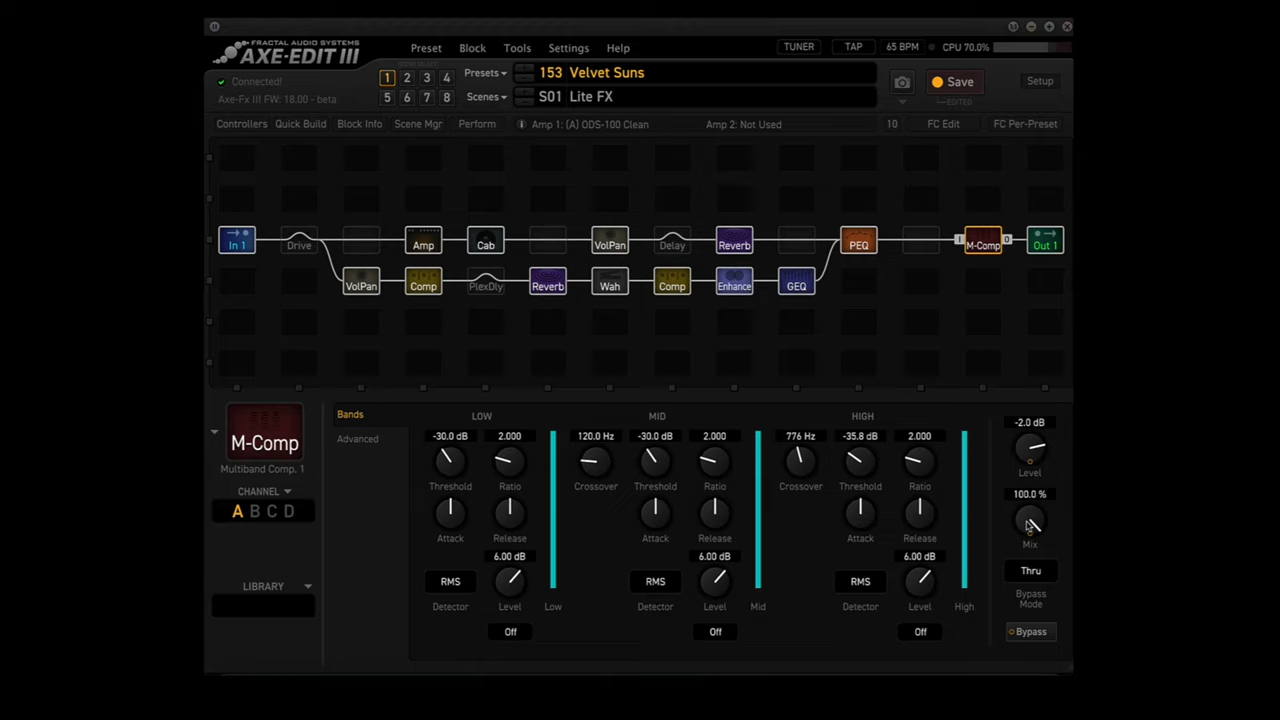 FRACTAL AUDIO SYSTEMS
AXE-EDIT III
Preset Block Tools Settings Help
TUNER TAP 65 BPM CPU 70.0%
Connected!
Axe-Fx III FW: 18.00 - beta
SCENE SELECT
1 2 3 4
5 6 7 8
Presets 153 Velvet Suns
Scenes S01 Lite FX
Save
EDITED
Setup
Controllers Quick Build Block Info Scene Mgr Perform Amp 1: (A) ODS-100 Clean Amp 2: Not Used 10 FC Edit FC Per-Preset
In 1 Drive Amp Cab VolPan Delay Reverb PEQ M-Comp Out 1
VolPan Comp PlexDly Reverb Wah Comp Enhance GEQ
M-Comp
Multiband Comp. 1
CHANNEL
A B C D
LIBRARY
Bands
Advanced
LOW MID HIGH
-30.0 dB 2.000 120.0 Hz -30.0 dB 2.000 776 Hz -35.8 dB 2.000
Threshold Ratio Crossover Threshold Ratio Crossover Threshold Ratio
Attack Release Attack Release Attack Release
6.00 dB 6.00 dB 6.00 dB
RMS RMS RMS
Detector Level Low Detector Level Mid Detector Level High
Off Off Off
-2.0 dB
Level
100.0 %
Mix
Thru
Bypass
Mode
Bypass